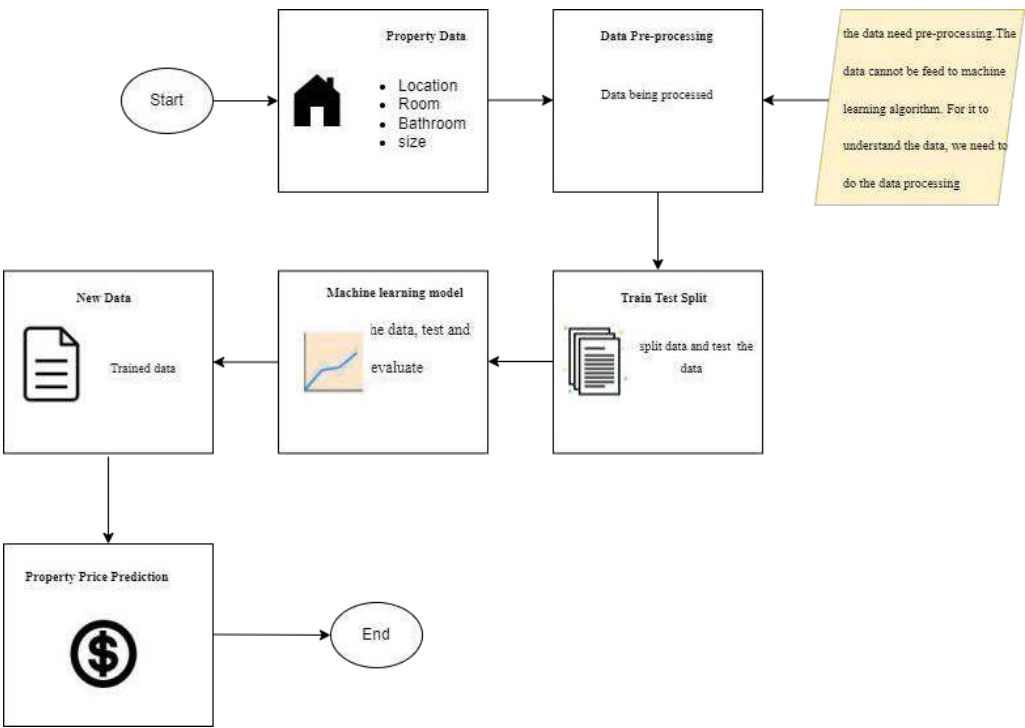 Start
Property Data
Location
Room
Bathroom
size
Data Pre-processing
Data being processed
the data need pre-processing.The
data cannot be feed to machine
learning algorithm. For it to
understand the data, we need to
do the data processing
New Data
Trained data
Machine learning model
he data, test and
evaluate
Train Test Split
split data and test the
data
Property Price Prediction
$
End